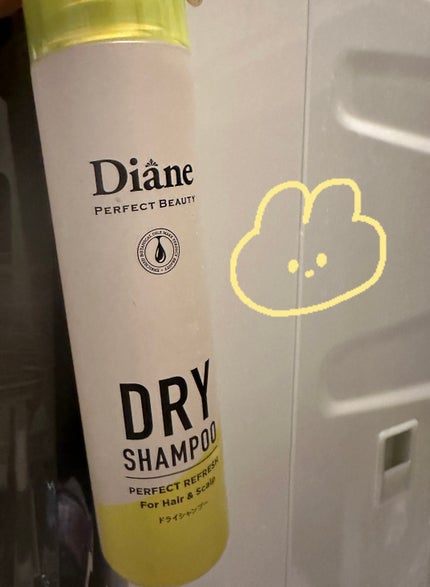 Diane
PERFECT BEAUTY
DRY
SHAMPOO
PERFECT REFRESH
For Hair & Scalp
ドライシャンプー